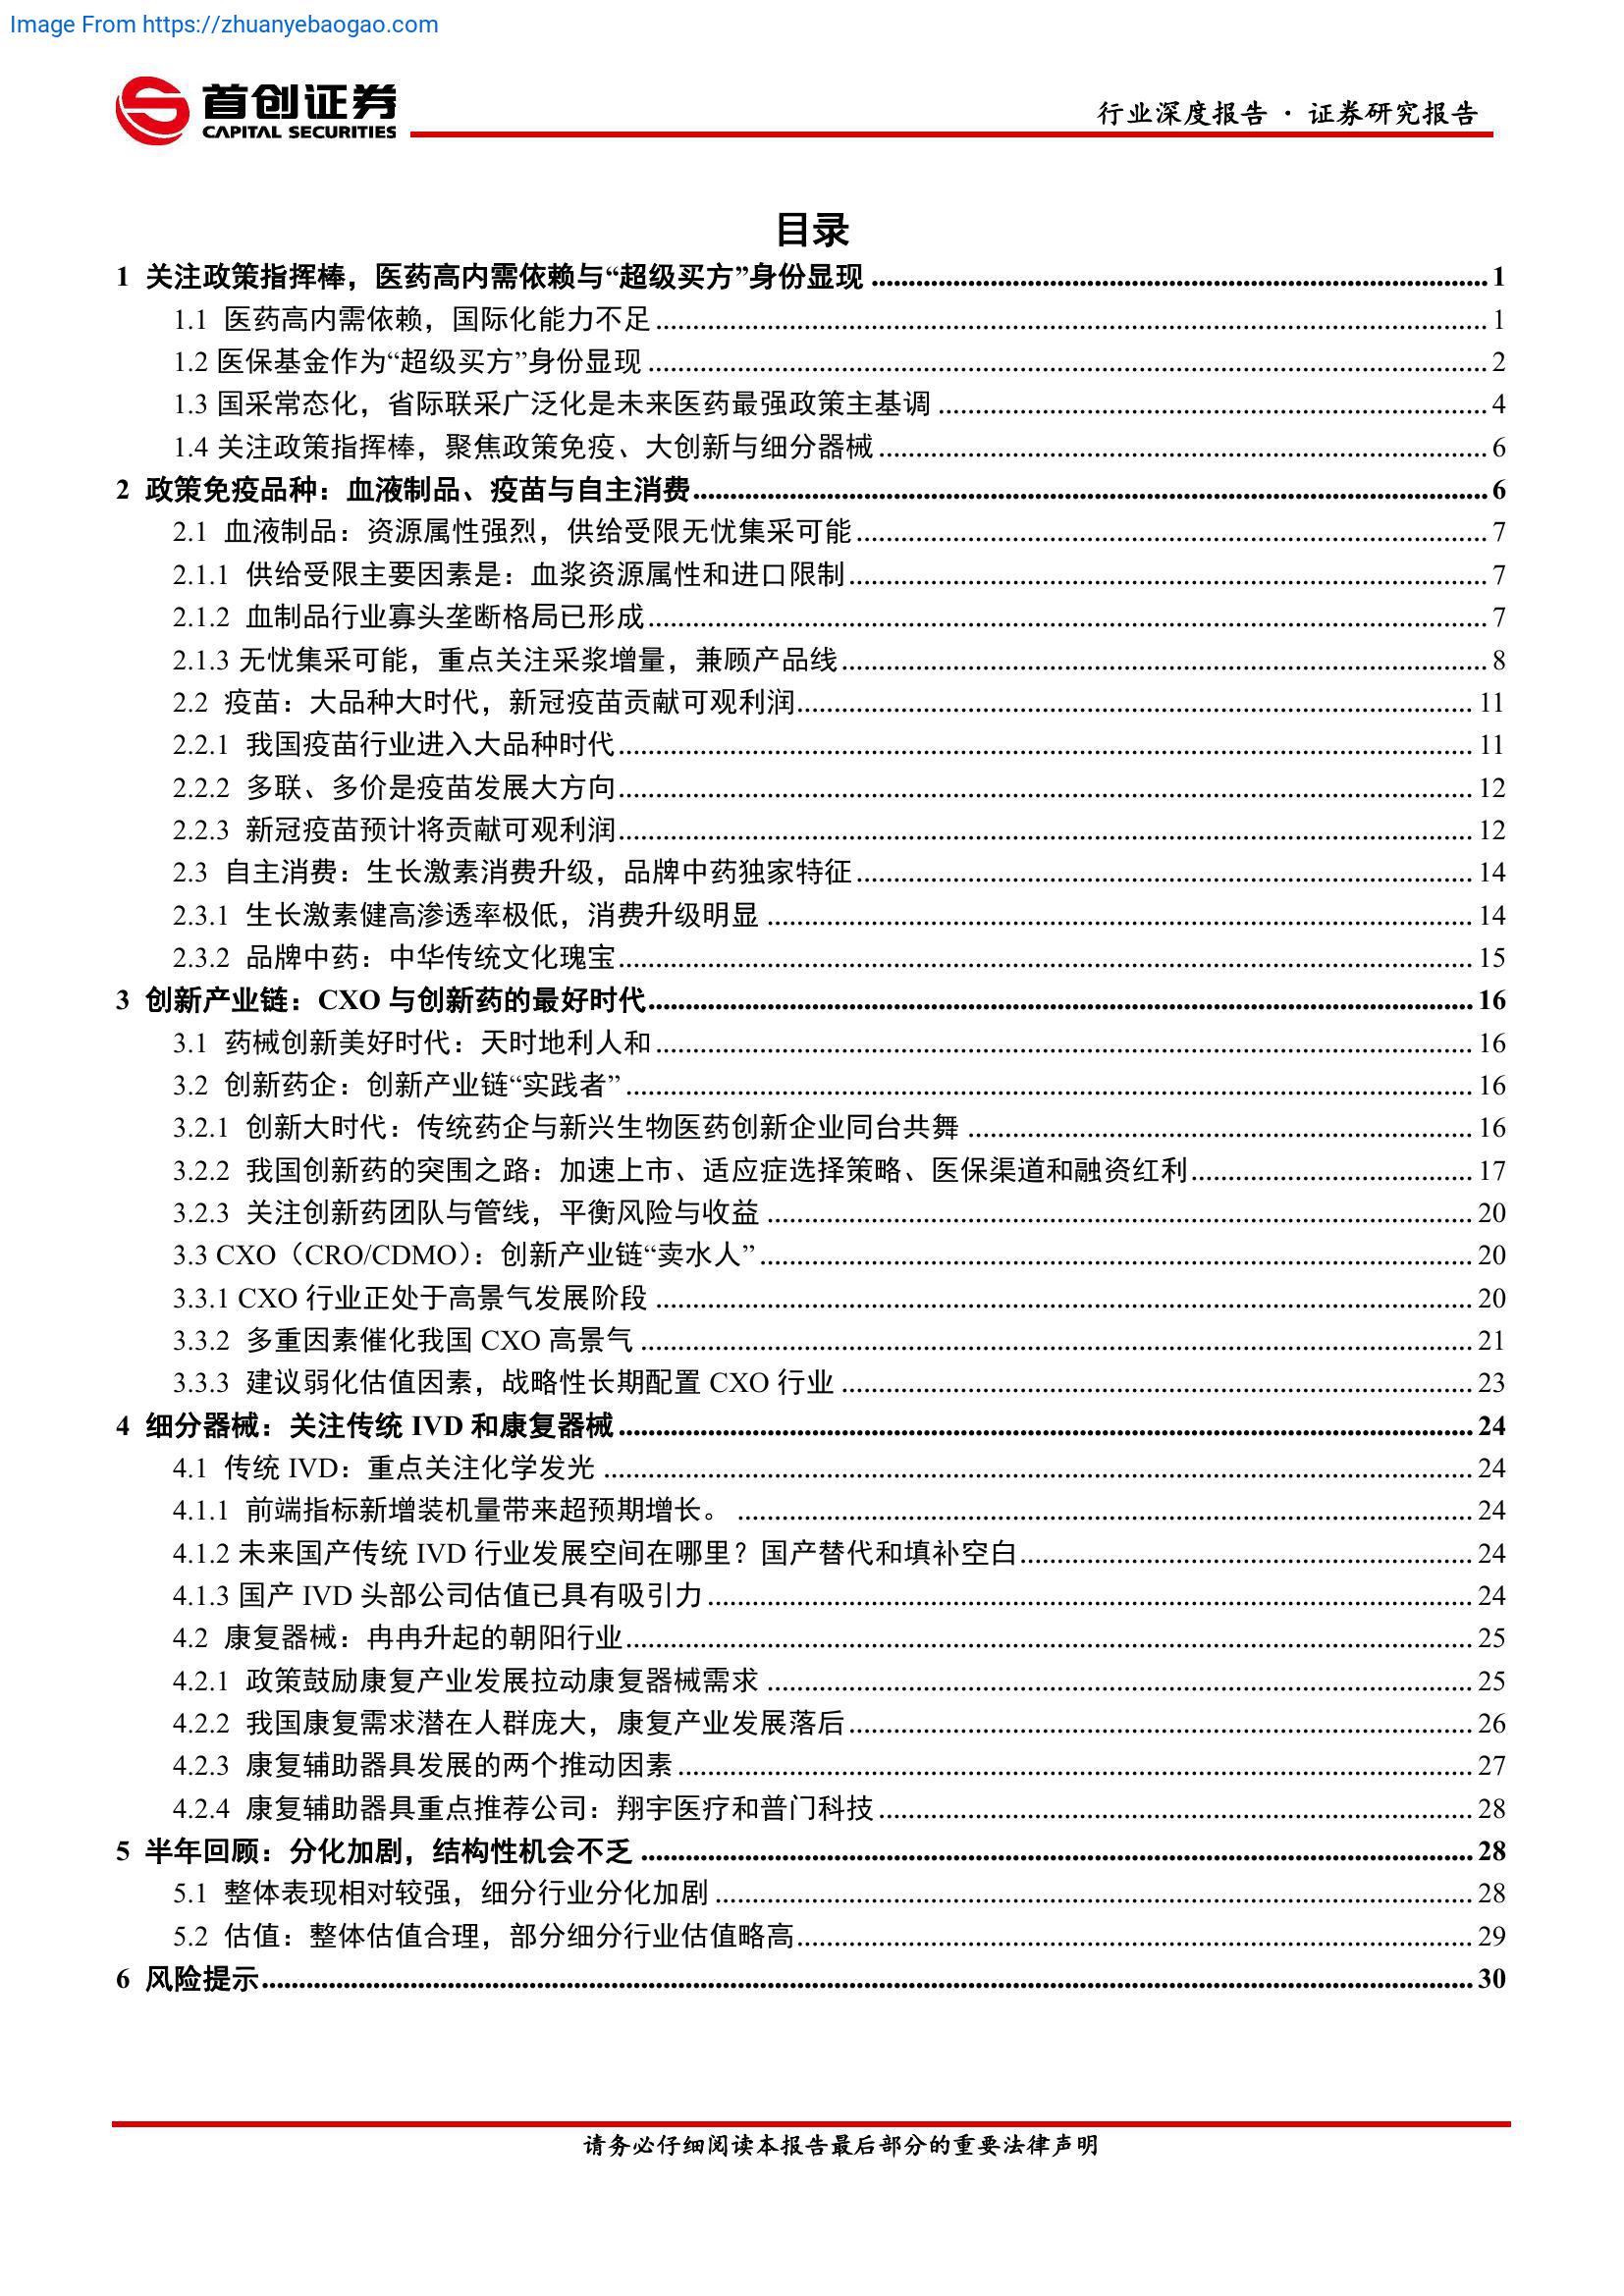 Image From https://zhuanyebaogao.com
首创证券
CAPITAL SECURITIES
行业深度报告 · 证券研究报告
目录
1 关注政策指挥棒，医药高内需依赖与“超级买方”身份显现 ........ 1
1.1 医药高内需依赖，国际化能力不足 ........ 1
1.2 医保基金作为“超级买方”身份显现 ........ 2
1.3 国采常态化，省际联采广泛化是未来医药最强政策主基调 ........ 4
1.4 关注政策指挥棒，聚焦政策免疫、大创新与细分器械 ........ 6
2 政策免疫品种：血液制品、疫苗与自主消费 ........ 6
2.1 血液制品：资源属性强烈，供给受限无忧集采可能 ........ 7
2.1.1 供给受限主要因素是：血浆资源属性和进口限制 ........ 7
2.1.2 血制品行业寡头垄断格局已形成 ........ 7
2.1.3 无忧集采可能，重点关注采浆增量，兼顾产品线 ........ 8
2.2 疫苗：大品种大时代，新冠疫苗贡献可观利润 ........ 11
2.2.1 我国疫苗行业进入大品种时代 ........ 11
2.2.2 多联、多价是疫苗发展大方向 ........ 12
2.2.3 新冠疫苗预计将贡献可观利润 ........ 12
2.3 自主消费：生长激素消费升级，品牌中药独家特征 ........ 14
2.3.1 生长激素健高渗透率极低，消费升级明显 ........ 14
2.3.2 品牌中药：中华传统文化瑰宝 ........ 15
3 创新产业链：CXO 与创新药的最好时代 ........ 16
3.1 药械创新美好时代：天时地利人和 ........ 16
3.2 创新药企：创新产业链“实践者” ........ 16
3.2.1 创新大时代：传统药企与新兴生物医药创新企业同台共舞 ........ 16
3.2.2 我国创新药的突围之路：加速上市、适应症选择策略、医保渠道和融资红利 ........ 17
3.2.3 关注创新药团队与管线，平衡风险与收益 ........ 20
3.3 CXO（CRO/CDMO）：创新产业链“卖水人” ........ 20
3.3.1 CXO 行业正处于高景气发展阶段 ........ 20
3.3.2 多重因素催化我国 CXO 高景气 ........ 21
3.3.3 建议弱化估值因素，战略性长期配置 CXO 行业 ........ 23
4 细分器械：关注传统 IVD 和康复器械 ........ 24
4.1 传统 IVD：重点关注化学发光 ........ 24
4.1.1 前端指标新增装机量带来超预期增长。 ........ 24
4.1.2 未来国产传统 IVD 行业发展空间在哪里？国产替代和填补空白 ........ 24
4.1.3 国产 IVD 头部公司估值已具有吸引力 ........ 24
4.2 康复器械：冉冉升起的朝阳行业 ........ 25
4.2.1 政策鼓励康复产业发展拉动康复器械需求 ........ 25
4.2.2 我国康复需求潜在人群庞大，康复产业发展落后 ........ 26
4.2.3 康复辅助器具发展的两个推动因素 ........ 27
4.2.4 康复辅助器具重点推荐公司：翔宇医疗和普门科技 ........ 28
5 半年回顾：分化加剧，结构性机会不乏 ........ 28
5.1 整体表现相对较强，细分行业分化加剧 ........ 28
5.2 估值：整体估值合理，部分细分行业估值略高 ........ 29
6 风险提示 ........ 30
请务必仔细阅读本报告最后部分的重要法律声明